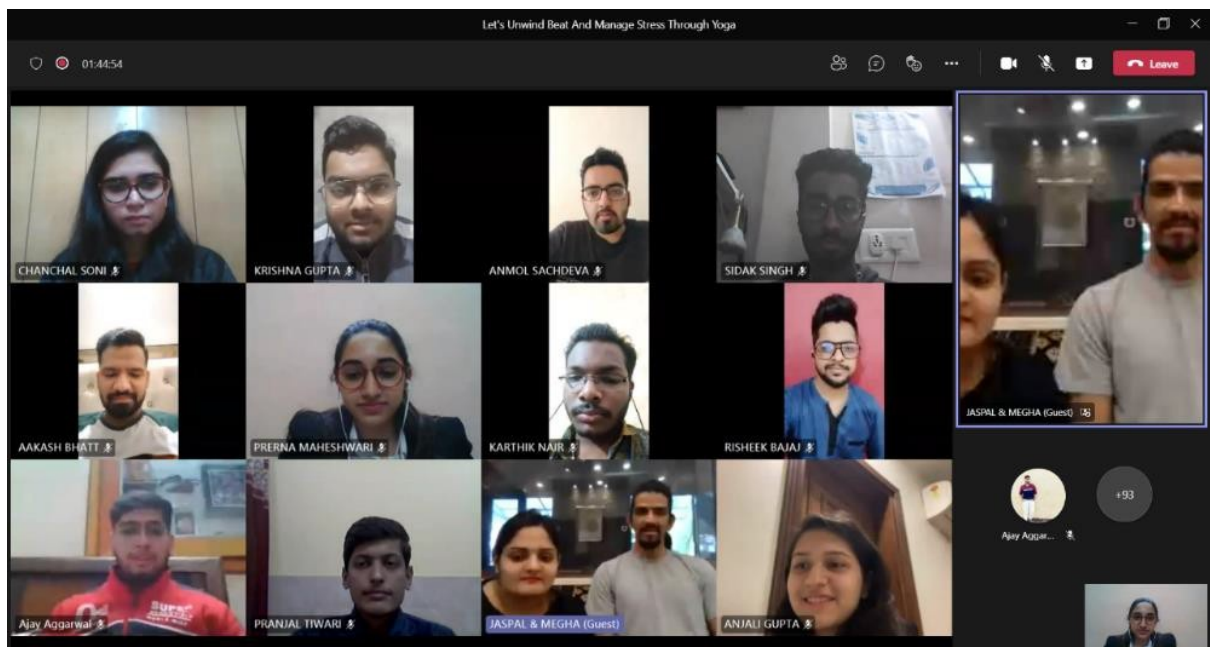 Let's Unwind Beat And Manage Stress Through Yoga
01:44:54
Leave
CHANCHAL SONI
KRISHNA GUPTA
ANMOL SACHDEVA
SIDAK SINGH
JASPAL & MEGHA (Guest)
AAKASH BHATT
PRERNA MAHESHWARI
KARTHIK NAIR
RISHEEK BAJAJ
+93
Ajay Aggar...
Ajay Aggarwal
PRANJAL TIWARI
JASPAL & MEGHA (Guest)
ANJALI GUPTA